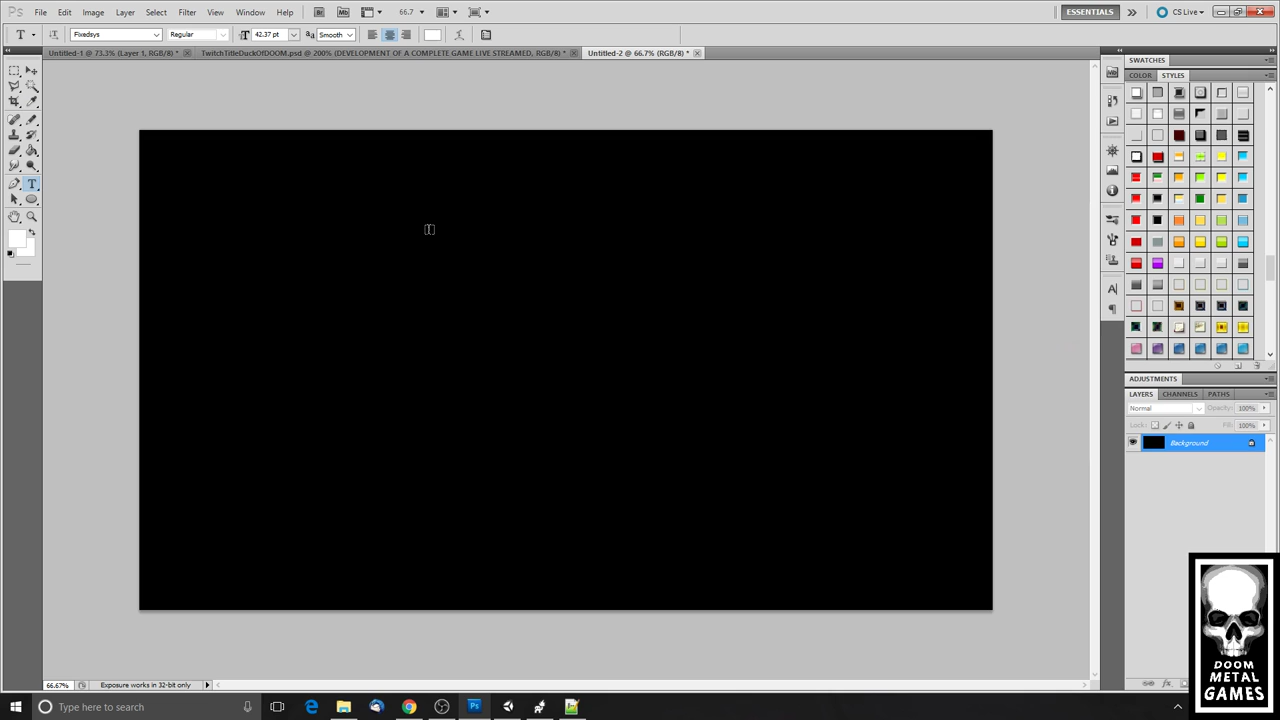 Ps File Edit Image Layer Select Filter View Window Help Mb 66.7 ESSENTIALS CS Live
T Fixedsys Regular 42.37 pt Smooth
Untitled-1 @ 73.3% (Layer 1, RGB/8) * TwitchTitleDuckOfDOOM.psd @ 200% (DEVELOPMENT OF A COMPLETE GAME LIVE STREAMED, RGB/8) * Untitled-2 @ 66.7% (RGB/8) *
SWATCHES
COLOR STYLES
ADJUSTMENTS
LAYERS CHANNELS PATHS
Normal Opacity: 100%
Lock: Fill: 100%
Background
66.67% Exposure works in 32-bit only
DOOM
METAL
GAMES
Type here to search